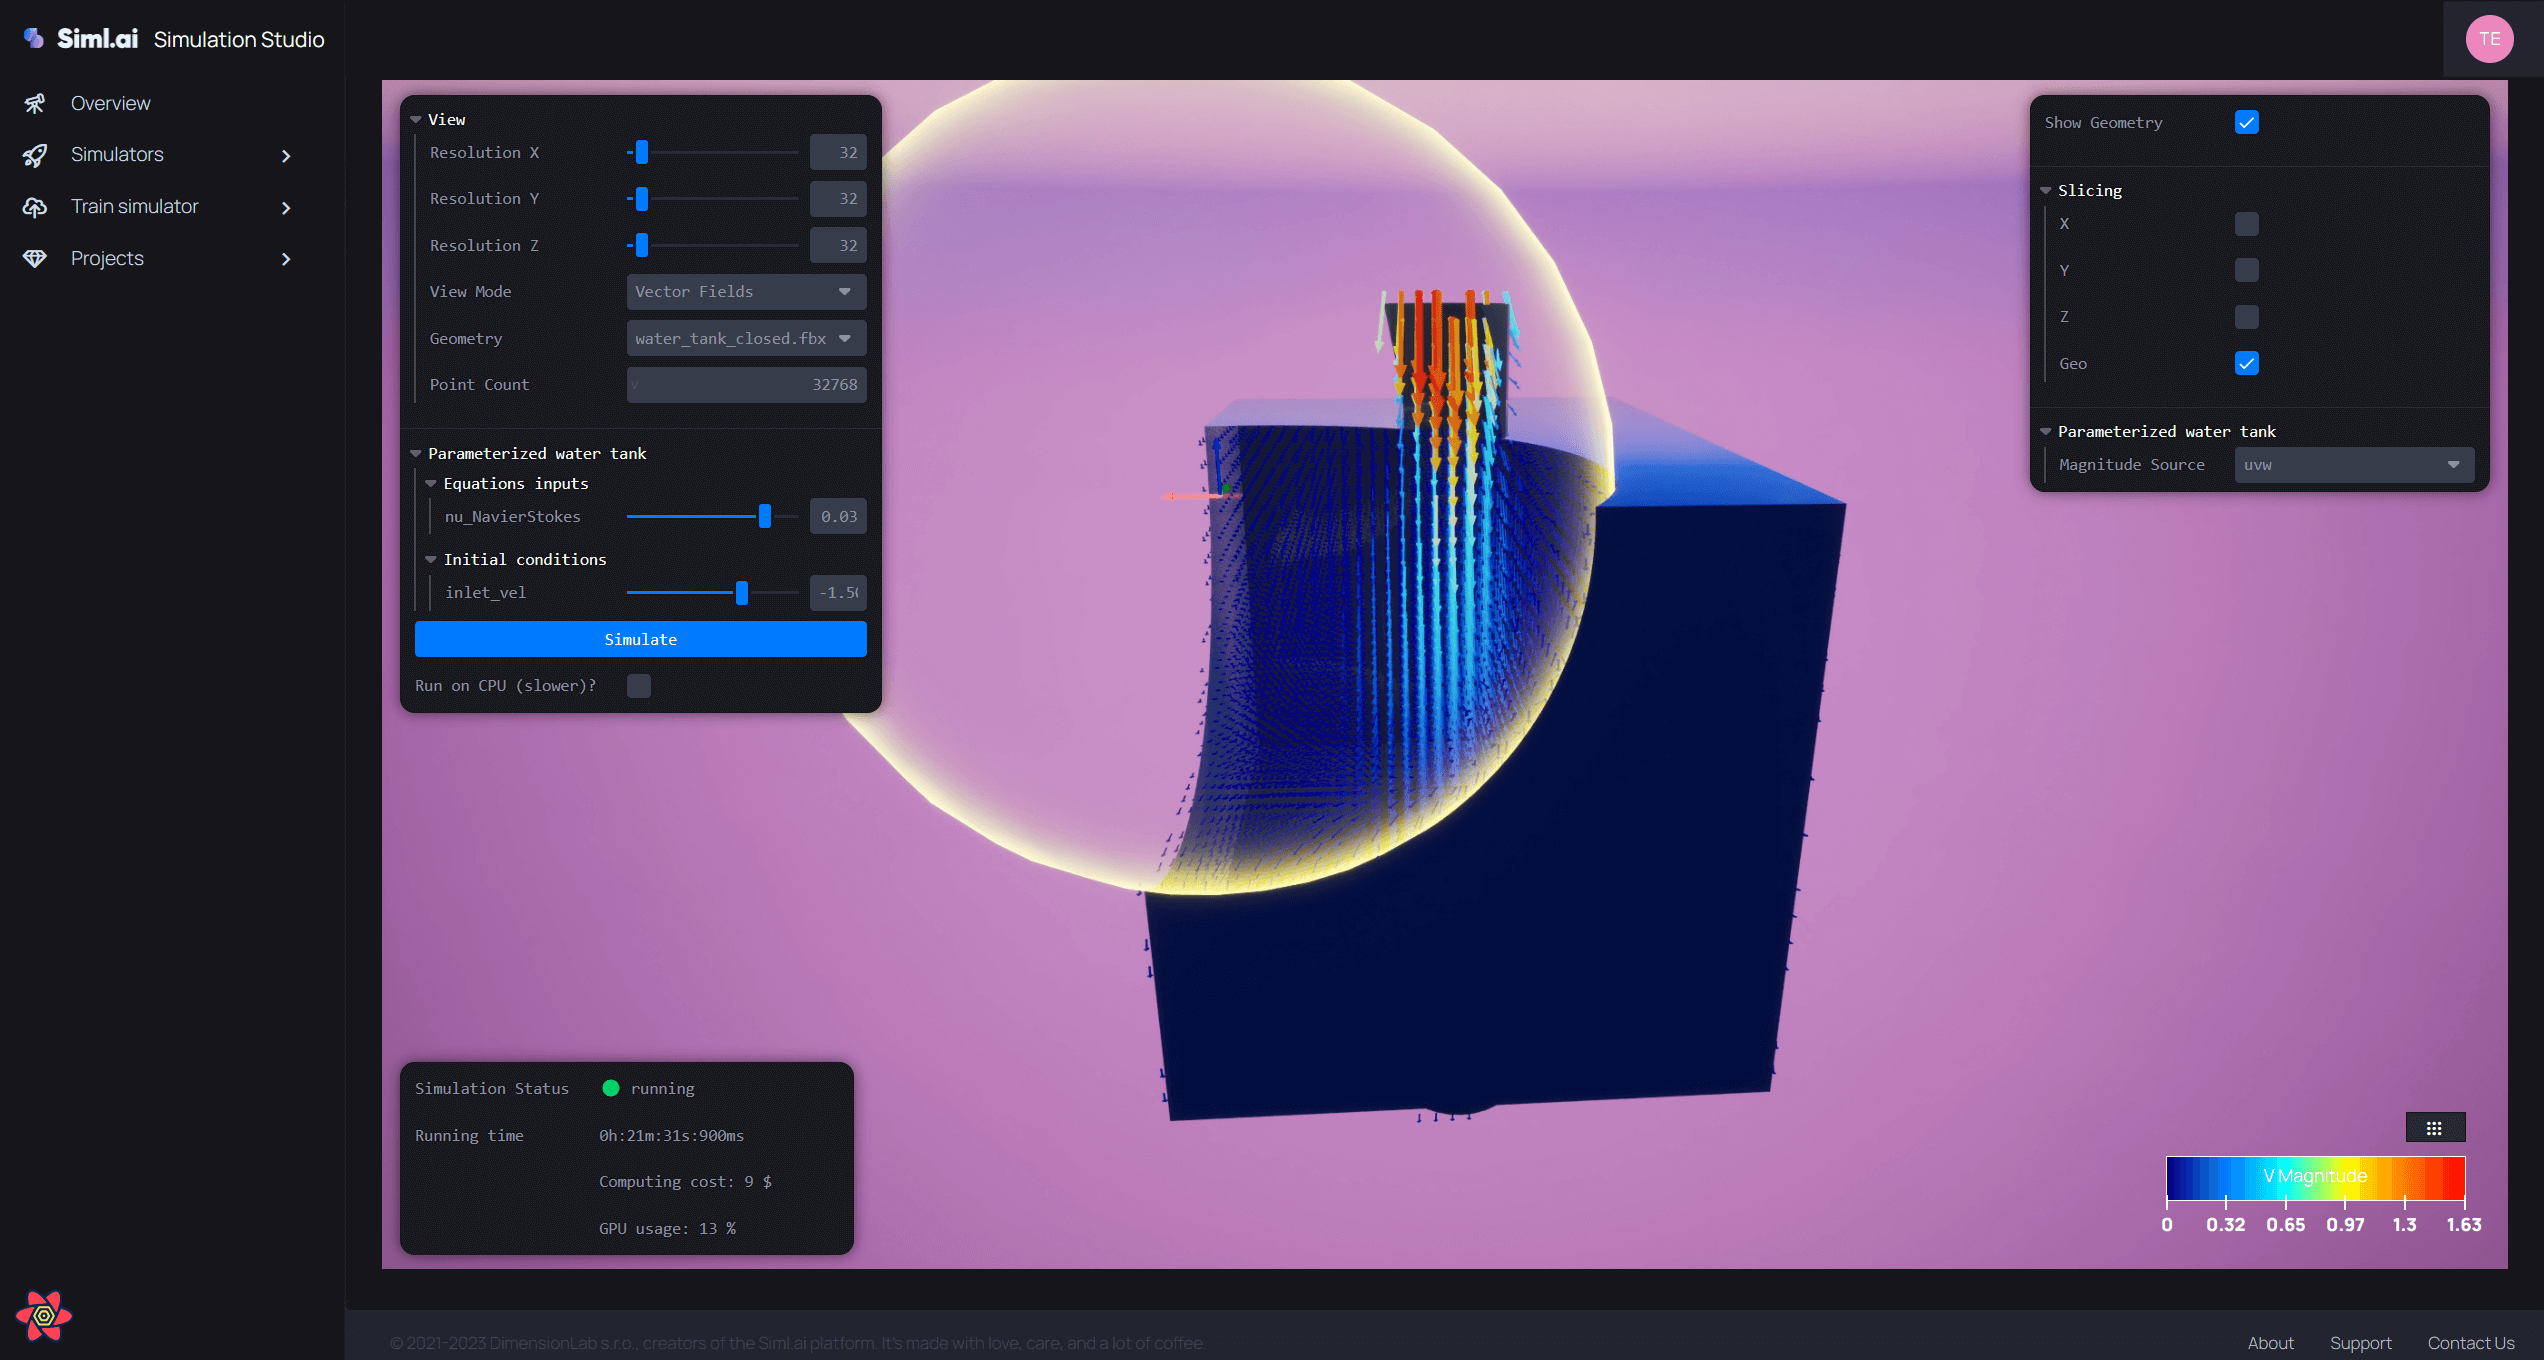 Siml.ai Simulation Studio
TE
Overview
Simulators
Train simulator
Projects
View
Resolution X 32
Resolution Y 32
Resolution Z 32
View Mode Vector Fields
Geometry water_tank_closed.fbx
Point Count v 32768
Parameterized water tank
Equations inputs
nu_NavierStokes 0.03
Initial conditions
inlet_vel -1.50
Simulate
Run on CPU (slower)?
Show Geometry
Slicing
X
Y
Z
Geo
Parameterized water tank
Magnitude Source uvw
Simulation Status running
Running time 0h:21m:31s:900ms
Computing cost: 9 $
GPU usage: 13 %
V Magnitude
0 0.32 0.65 0.97 1.3 1.63
© 2021-2023 DimensionLab s.r.o., creators of the Siml.ai platform. It's made with love, care, and a lot of coffee.
About Support Contact Us